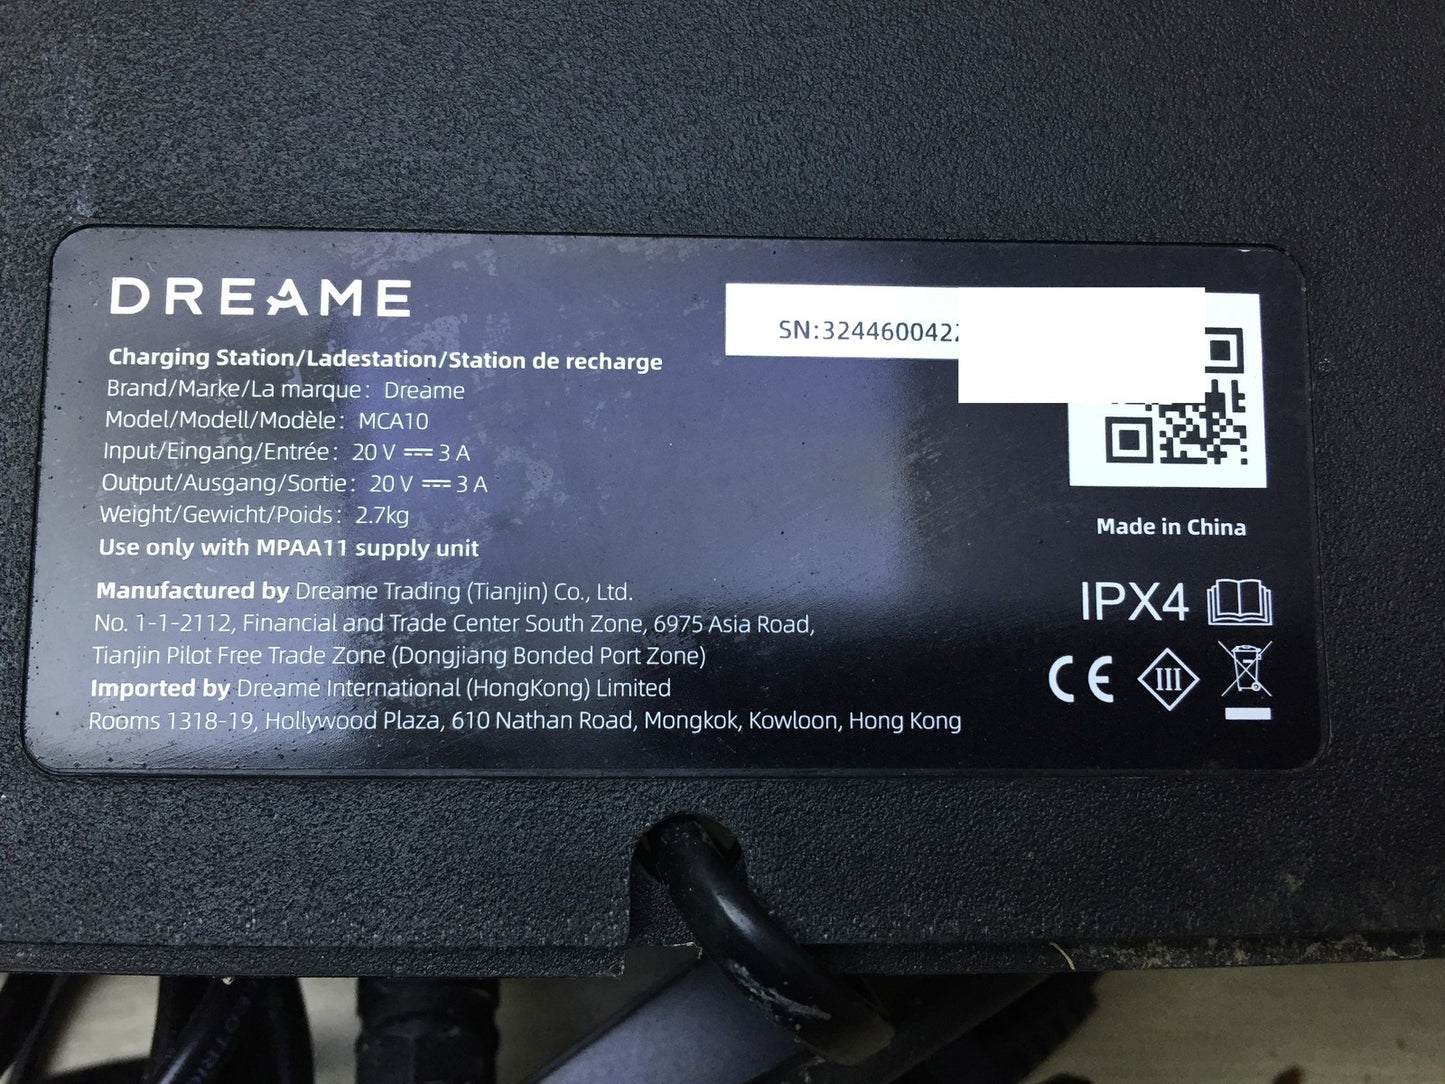 DREAME
SN:324460042
Charging Station/Ladestation/Station de recharge
Brand/Marke/La marque: Dreame
Model/Modell/Modèle: MCA10
Input/Eingang/Entrée: 20 V ⎓ 3 A
Output/Ausgang/Sortie: 20 V ⎓ 3 A
Weight/Gewicht/Poids: 2.7kg
Use only with MPAA11 supply unit
Made in China
Manufactured by Dreame Trading (Tianjin) Co., Ltd.
No. 1-1-2112, Financial and Trade Center South Zone, 6975 Asia Road,
Tianjin Pilot Free Trade Zone (Dongjiang Bonded Port Zone)
Imported by Dreame International (HongKong) Limited
Rooms 1318-19, Hollywood Plaza, 610 Nathan Road, Mongkok, Kowloon, Hong Kong
IPX4
CE III